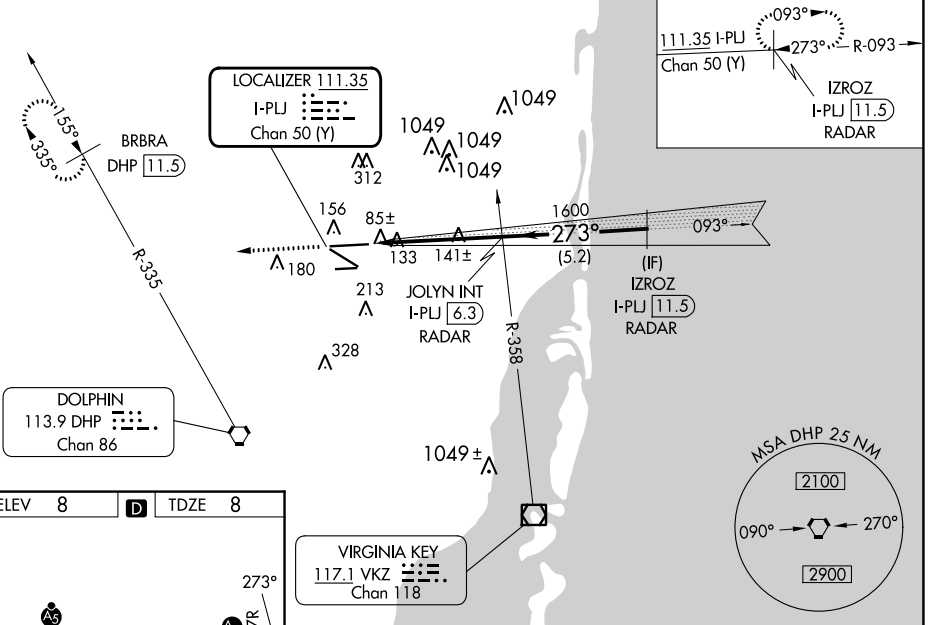 093°
111.35 I-PLJ
273°
R-093
Chan 50 (Y)
IZROZ
I-PLJ 11.5
RADAR
LOCALIZER 111.35
I-PLJ
Chan 50 (Y)
1049
1049
1049
1049
155°
335°
BRBRA
DHP 11.5
312
156
85±
133
141±
180
1600
273°
093°
(5.2)
(IF)
IZROZ
I-PLJ 11.5
RADAR
JOLYN INT
I-PLJ 6.3
RADAR
R-335
213
R-358
328
DOLPHIN
113.9 DHP
Chan 86
1049±
MSA DHP 25 NM
2100
090°
270°
2900
ELEV 8
D
TDZE 8
VIRGINIA KEY
117.1 VKZ
Chan 118
273°
A5